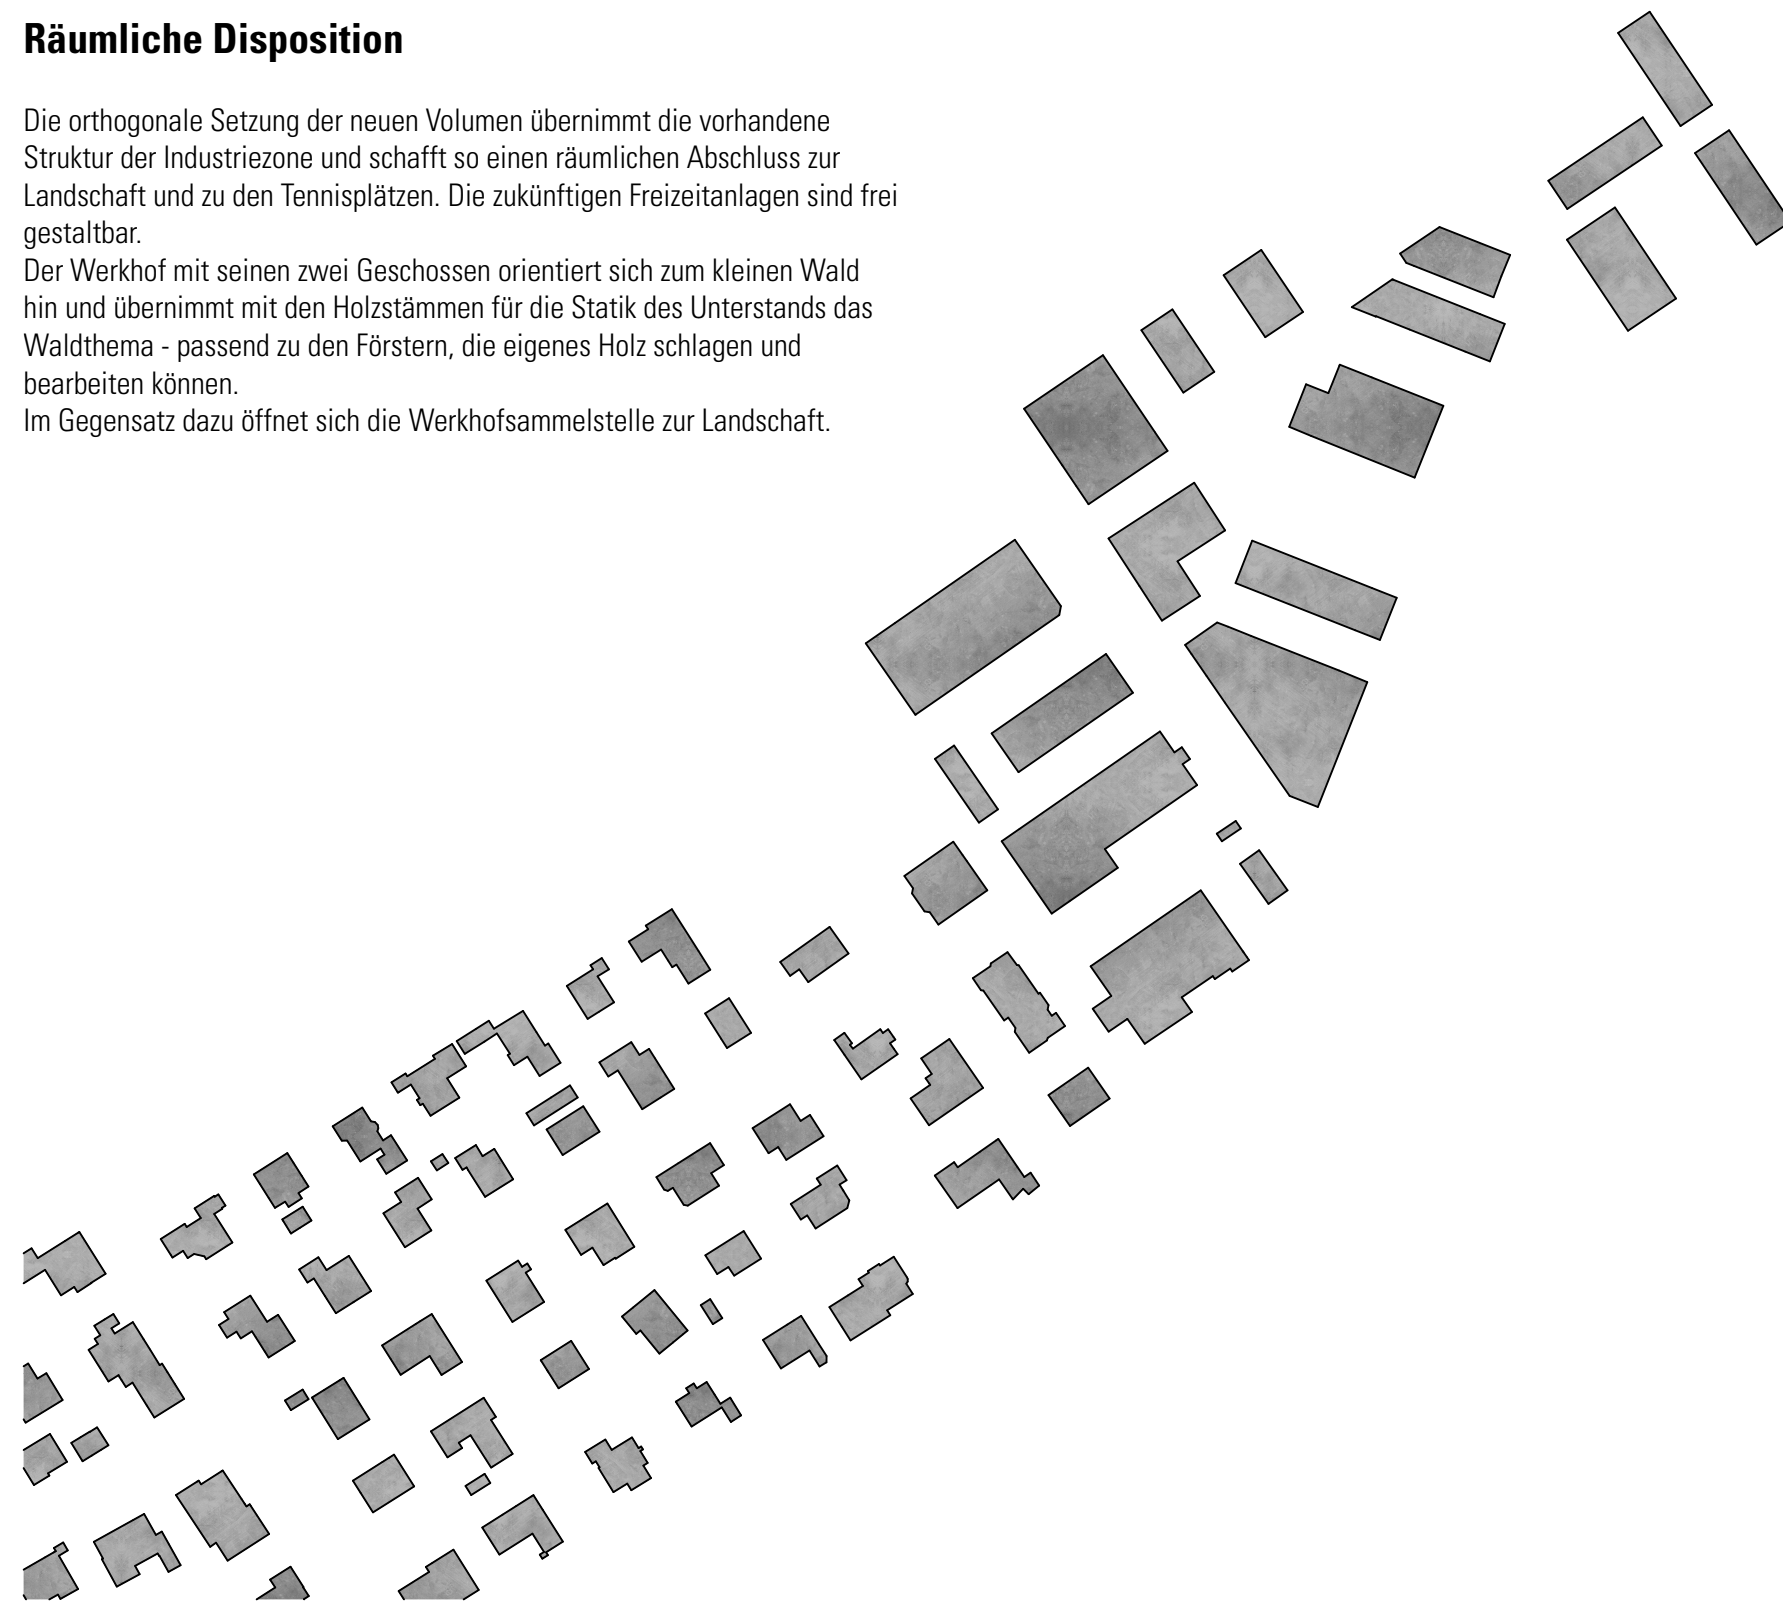 Räumliche Disposition
Die orthogonale Setzung der neuen Volumen übernimmt die vorhandene
Struktur der Industriezone und schafft so einen räumlichen Abschluss zur
Landschaft und zu den Tennisplätzen. Die zukünftigen Freizeitanlagen sind frei
gestaltbar.
Der Werkhof mit seinen zwei Geschossen orientiert sich zum kleinen Wald
hin und übernimmt mit den Holzstämmen für die Statik des Unterstands das
Waldthema - passend zu den Förstern, die eigenes Holz schlagen und
bearbeiten können.
Im Gegensatz dazu öffnet sich die Werkhofsammelstelle zur Landschaft.